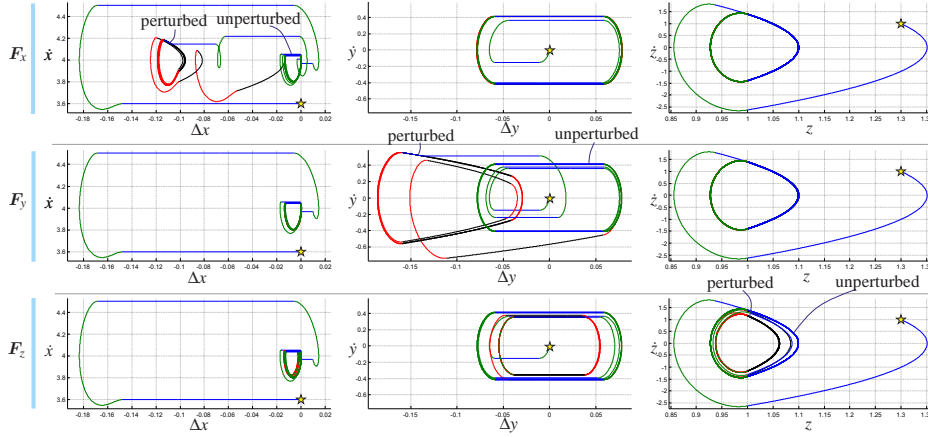 perturbed
unperturbed
F_x
ẋ
4.4
4.2
4
3.8
3.6
-0.18 -0.16 -0.14 -0.12 -0.1 -0.08 -0.06 -0.04 -0.02 0 0.02
Δx
ẏ
0.4
0.2
0
-0.2
-0.4
-0.6
-0.15 -0.1 -0.05 0 0.05
Δy
ż
1.5
1
0.5
0
-0.5
-1
-1.5
-2
-2.5
0.85 0.9 0.95 1 1.05 1.1 1.15 1.2 1.25 1.3 1.35
z
F_y
ẋ
4.4
4.2
4
3.8
3.6
-0.18 -0.16 -0.14 -0.12 -0.1 -0.08 -0.06 -0.04 -0.02 0 0.02
Δx
perturbed
unperturbed
ẏ
0.4
0.2
0
-0.2
-0.4
-0.6
-0.15 -0.1 -0.05 0 0.05
Δy
ż
1.5
1
0.5
0
-0.5
-1
-1.5
-2
-2.5
0.85 0.9 0.95 1 1.05 1.1 1.15 1.2 1.25 1.3 1.35
z
F_z
ẋ
4.4
4.2
4
3.8
3.6
-0.18 -0.16 -0.14 -0.12 -0.1 -0.08 -0.06 -0.04 -0.02 0 0.02
Δx
ẏ
0.4
0.2
0
-0.2
-0.4
-0.6
-0.15 -0.1 -0.05 0 0.05
Δy
perturbed
unperturbed
ż
1.5
1
0.5
0
-0.5
-1
-1.5
-2
-2.5
0.85 0.9 0.95 1 1.05 1.1 1.15 1.2 1.25 1.3 1.35
z